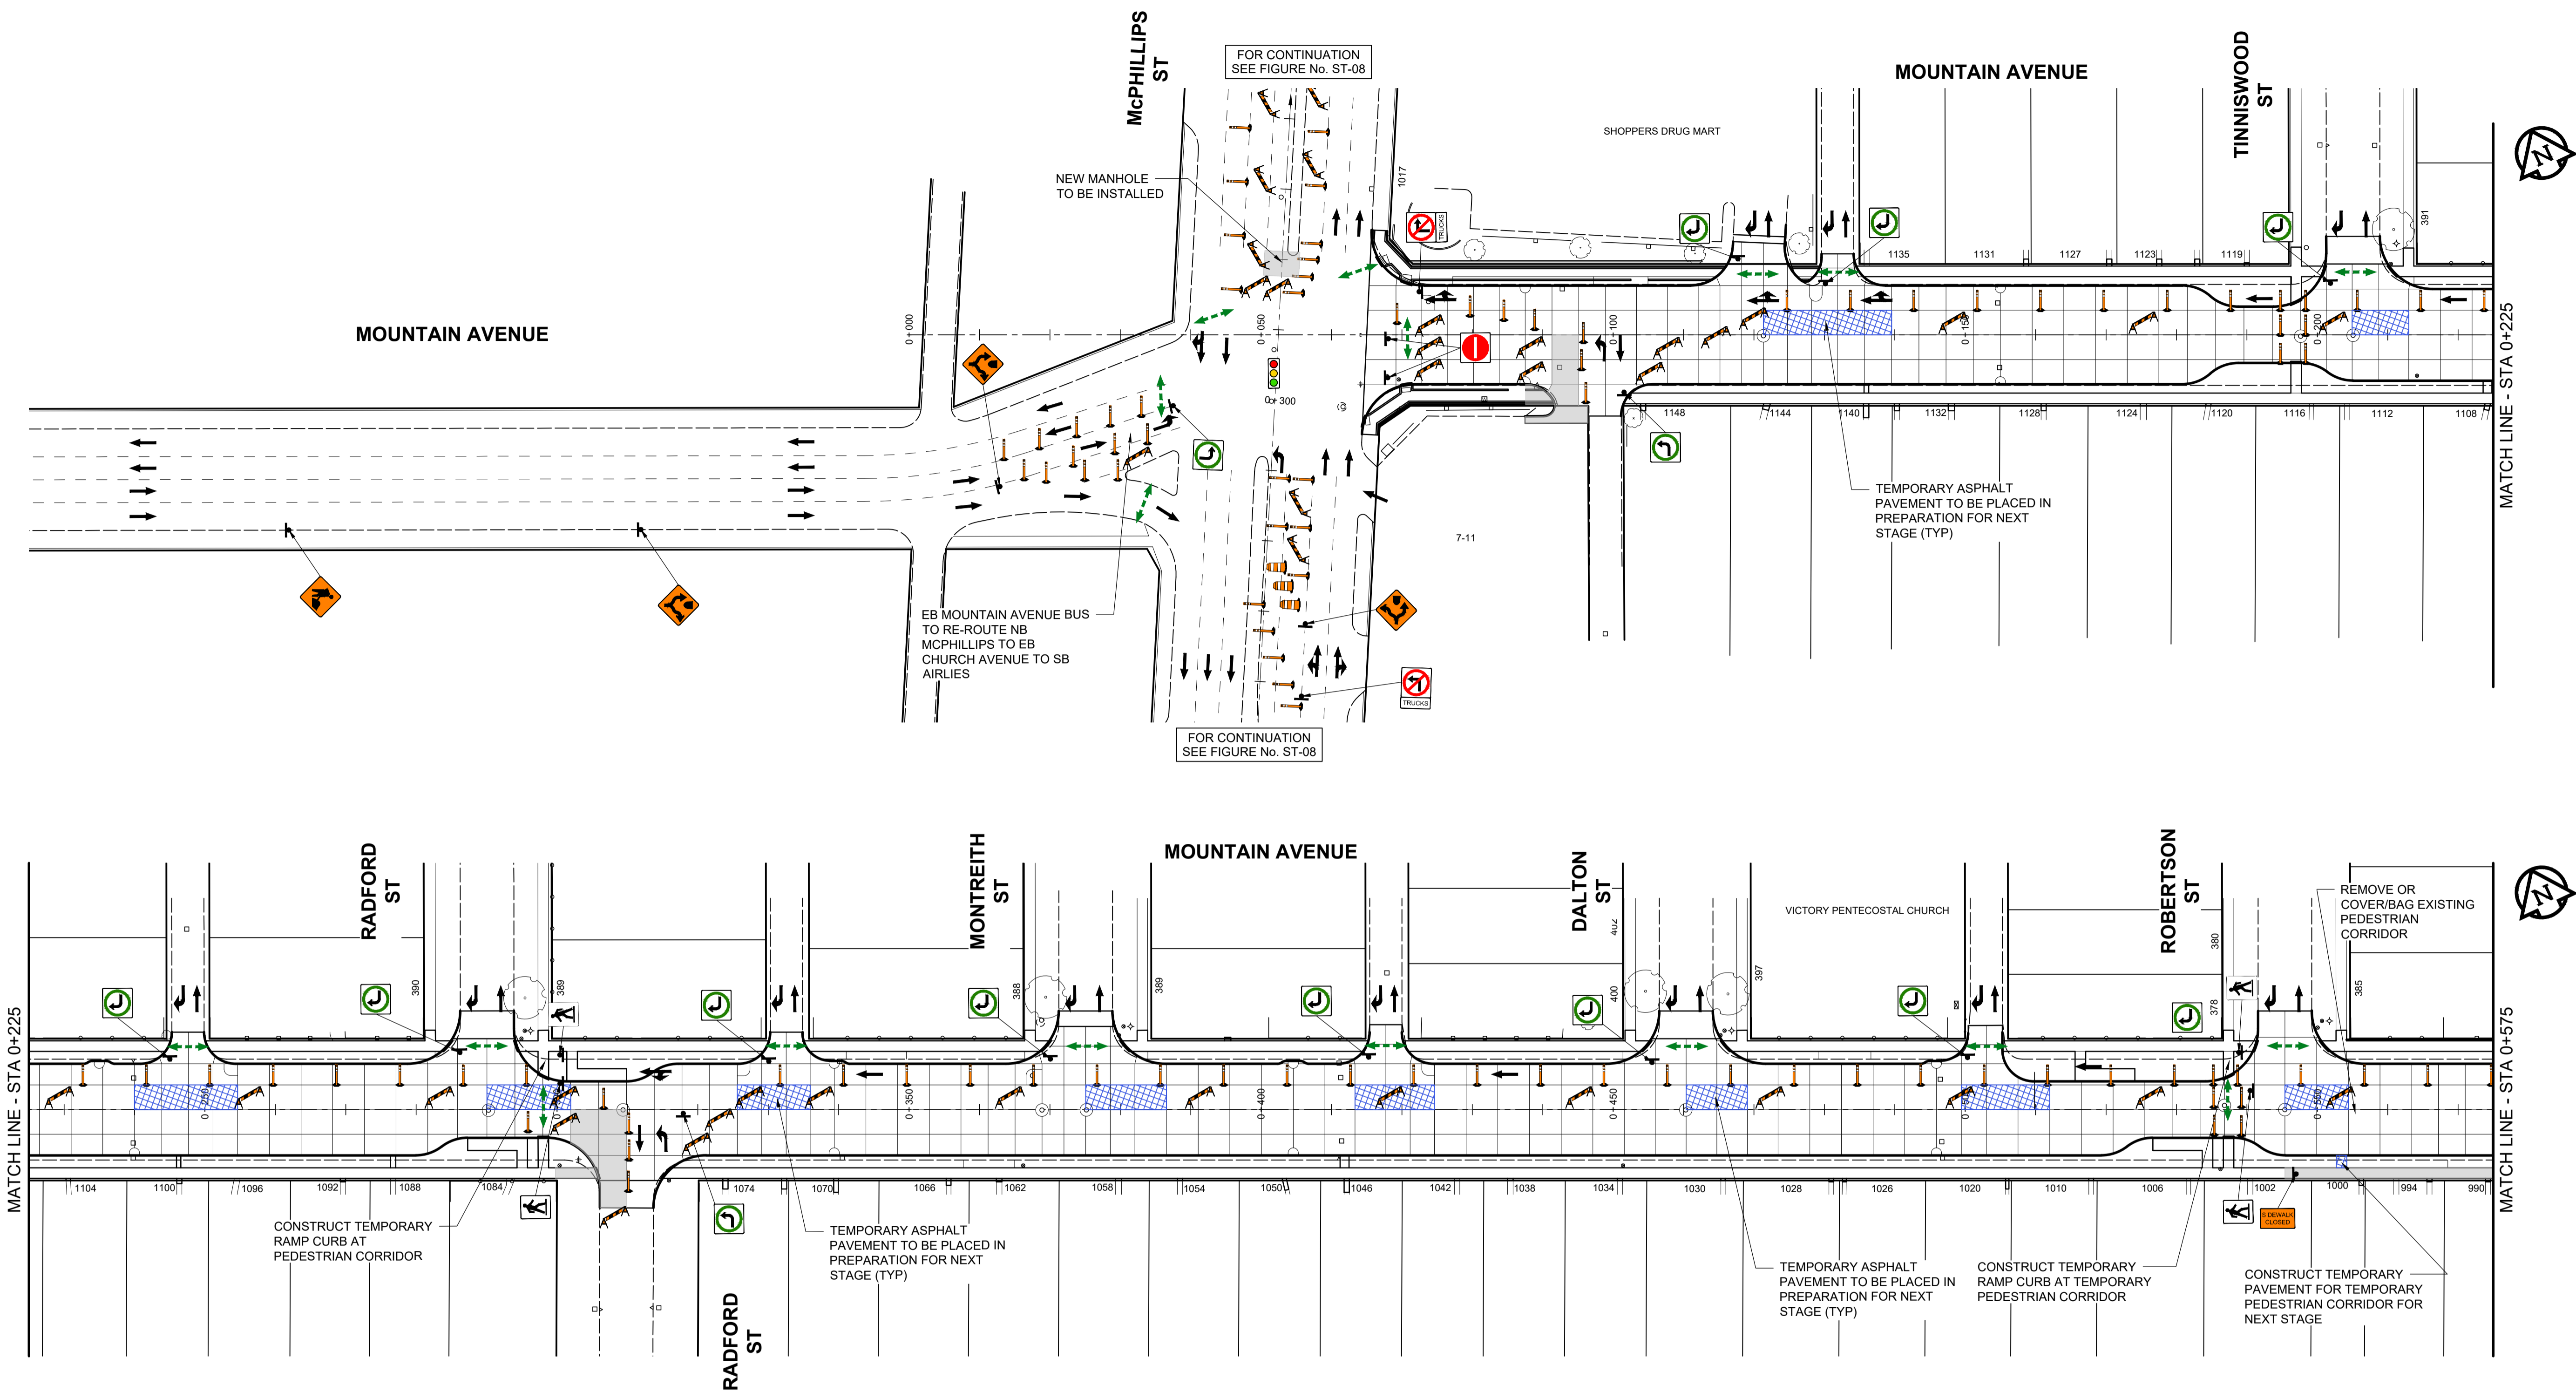 McPHILLIPS
ST
FOR CONTINUATION
SEE FIGURE No. ST-08
MOUNTAIN AVENUE
TINNISWOOD
ST
N
SHOPPERS DRUG MART
1017
NEW MANHOLE
TO BE INSTALLED
TRUCKS
391
1135
1131
1127
1123
1119
MOUNTAIN AVENUE
0+000
0+050
0+100
0+150
0+200
MATCH LINE - STA 0+225
0+300
1148
1144
1140
1132
1128
1124
1120
1116
1112
1108
TEMPORARY ASPHALT
PAVEMENT TO BE PLACED IN
PREPARATION FOR NEXT
STAGE (TYP)
7-11
EB MOUNTAIN AVENUE BUS
TO RE-ROUTE NB
MCPHILLIPS TO EB
CHURCH AVENUE TO SB
AIRLIES
TRUCKS
FOR CONTINUATION
SEE FIGURE No. ST-08
MOUNTAIN AVENUE
RADFORD
ST
MONTREITH
ST
DALTON
ST
ROBERTSON
ST
N
REMOVE OR
COVER/BAG EXISTING
PEDESTRIAN
CORRIDOR
VICTORY PENTECOSTAL CHURCH
390
389
388
389
402
400
397
380
378
385
MATCH LINE - STA 0+225
0+250
0+350
0+400
0+450
MATCH LINE - STA 0+575
1104
1100
1096
1092
1088
1084
1074
1070
1066
1062
1058
1054
1050
1046
1042
1038
1034
1030
1028
1026
1020
1010
1006
1002
1000
994
990
SIDEWALK
CLOSED
CONSTRUCT TEMPORARY
RAMP CURB AT
PEDESTRIAN CORRIDOR
TEMPORARY ASPHALT
PAVEMENT TO BE PLACED IN
PREPARATION FOR NEXT
STAGE (TYP)
RADFORD
ST
TEMPORARY ASPHALT
PAVEMENT TO BE PLACED IN
PREPARATION FOR NEXT
STAGE (TYP)
CONSTRUCT TEMPORARY
RAMP CURB AT TEMPORARY
PEDESTRIAN CORRIDOR
CONSTRUCT TEMPORARY
PAVEMENT FOR TEMPORARY
PEDESTRIAN CORRIDOR FOR
NEXT STAGE